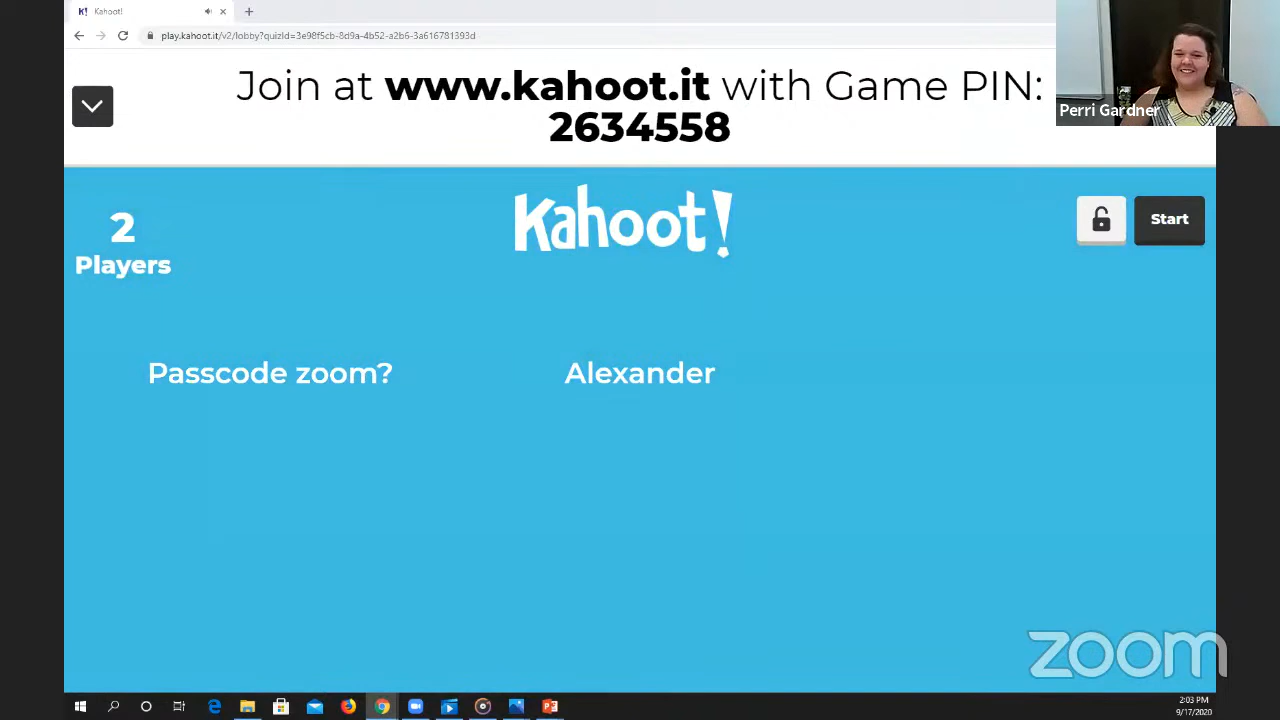 Kahoot!
play.kahoot.it/v2/lobby?quizId=3e98f5cb-8d9a-4b52-a2b6-3a616781393d
Join at www.kahoot.it with Game PIN:
2634558
Perri Gardner
2
Players
Kahoot!
Start
Passcode zoom?
Alexander
zoom
2:03 PM
9/17/2020